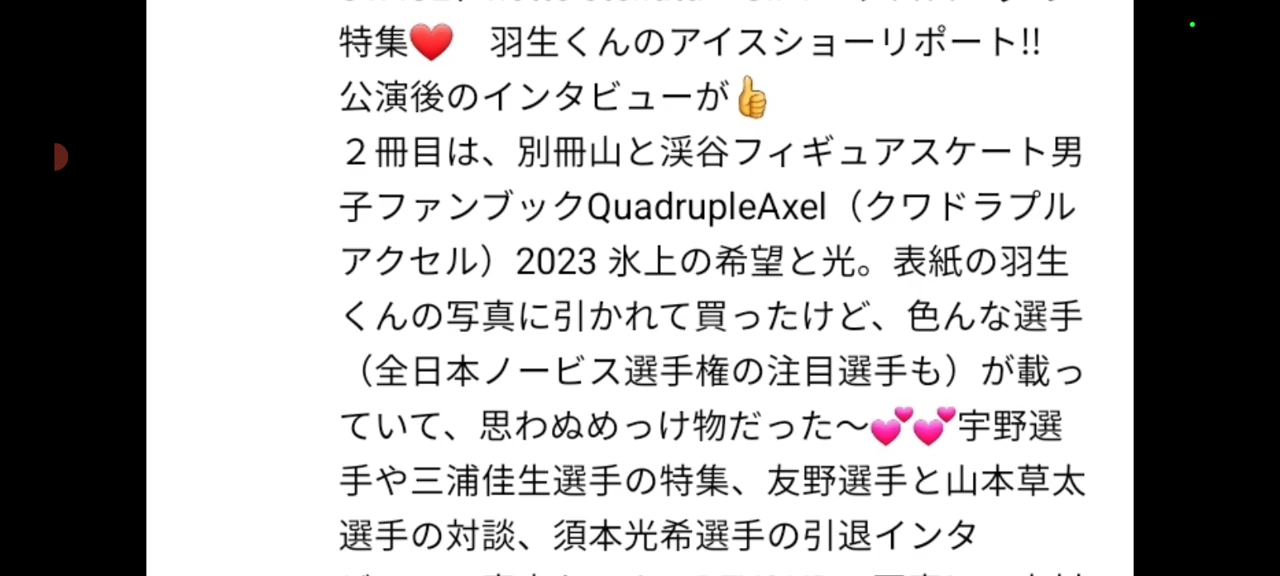 特集❤️　羽生くんのアイスショーリポート!!
公演後のインタビューが👍
２冊目は、別冊山と渓谷フィギュアスケート男
子ファンブックQuadrupleAxel（クワドラプル
アクセル）2023 氷上の希望と光。表紙の羽生
くんの写真に引かれて買ったけど、色んな選手
（全日本ノービス選手権の注目選手も）が載っ
ていて、思わぬめっけ物だった～💕💕宇野選
手や三浦佳生選手の特集、友野選手と山本草太
選手の対談、須本光希選手の引退インタ